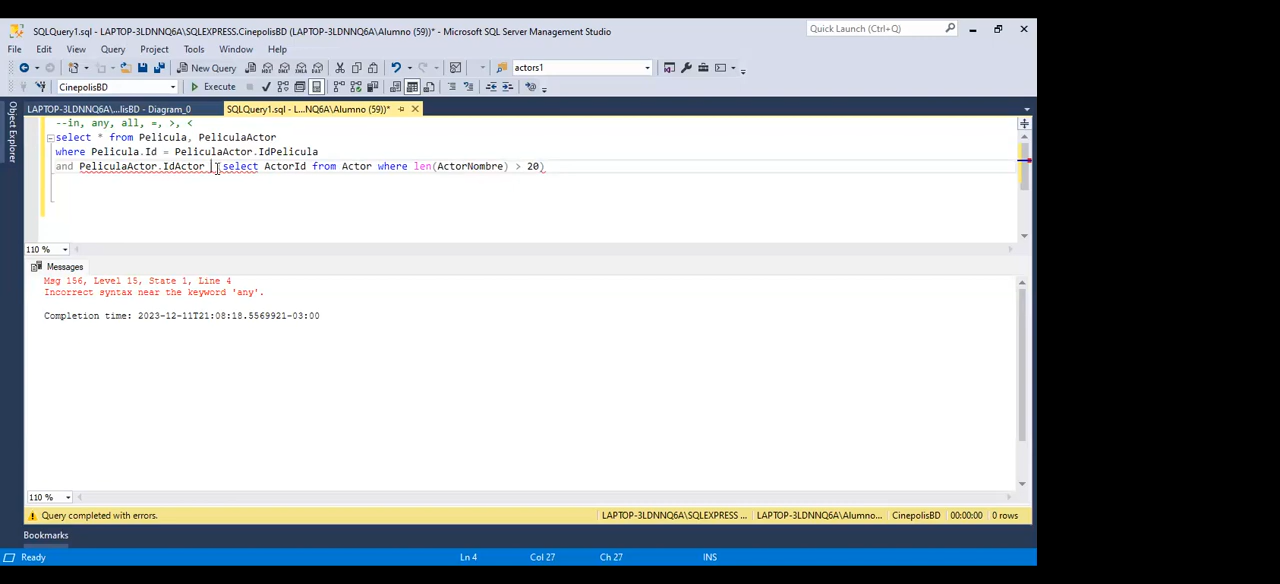 SQLQuery1.sql - LAPTOP-3LDNNQ6A\SQLEXPRESS.CinepolisBD (LAPTOP-3LDNNQ6A\Alumno (59))* - Microsoft SQL Server Management Studio
Quick Launch (Ctrl+Q)
File Edit View Query Project Tools Window Help
New Query
actors1
CinepolisBD
Execute
LAPTOP-3LDNNQ6A\...lisBD - Diagram_0
SQLQuery1.sql - L...NQ6A\Alumno (59))*
Object Explorer
--in, any, all, =, >, <
select * from Pelicula, PeliculaActor
where Pelicula.Id = PeliculaActor.IdPelicula
and PeliculaActor.IdActor (select ActorId from Actor where len(ActorNombre) > 20)
110 %
Messages
Msg 156, Level 15, State 1, Line 4
Incorrect syntax near the keyword 'any'.
Completion time: 2023-12-11T21:08:18.5569921-03:00
110 %
Query completed with errors.
LAPTOP-3LDNNQ6A\SQLEXPRESS ...
LAPTOP-3LDNNQ6A\Alumno...
CinepolisBD
00:00:00
0 rows
Bookmarks
Ready
Ln 4
Col 27
Ch 27
INS